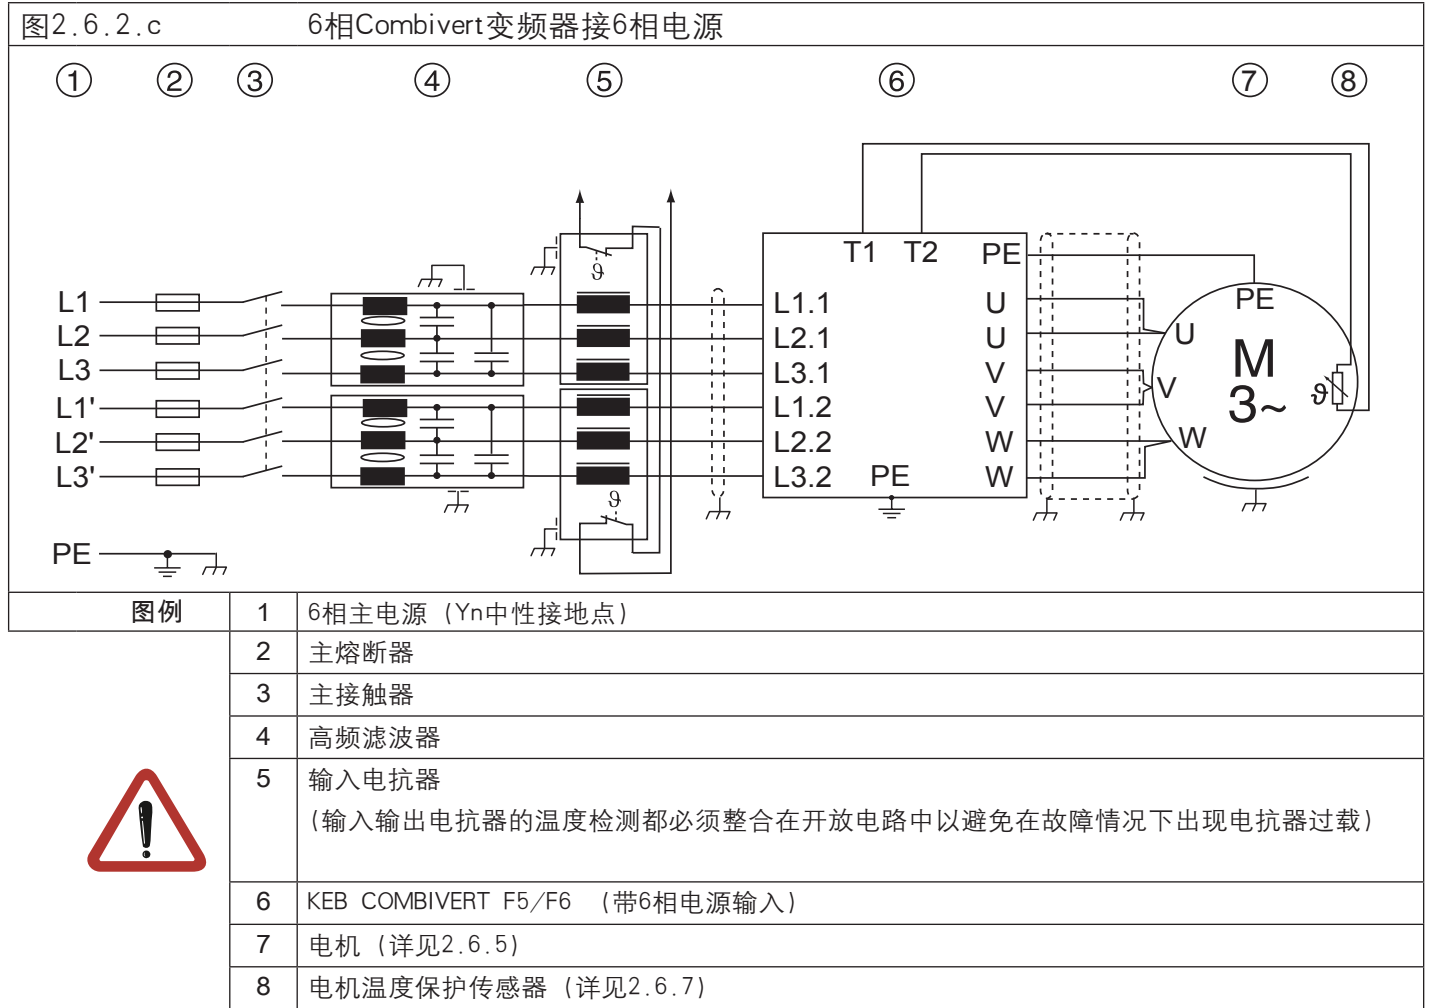 图2.6.2.c 6相Combivert变频器接6相电源
① ② ③ ④ ⑤ ⑥ ⑦ ⑧
T1 T2 PE
ϑ
L1 L1.1 U PE
L2 L2.1 U U
L3 L3.1 V M
L1' L1.2 V V 3~ ϑ
L2' L2.2 W W
L3' L3.2 PE W
ϑ
PE
图例 1 6相主电源（Yn中性接地点）
2 主熔断器
3 主接触器
4 高频滤波器
5 输入电抗器
（输入输出电抗器的温度检测都必须整合在开放电路中以避免在故障情况下出现电抗器过载）
6 KEB COMBIVERT F5/F6 （带6相电源输入）
7 电机（详见2.6.5）
8 电机温度保护传感器（详见2.6.7）